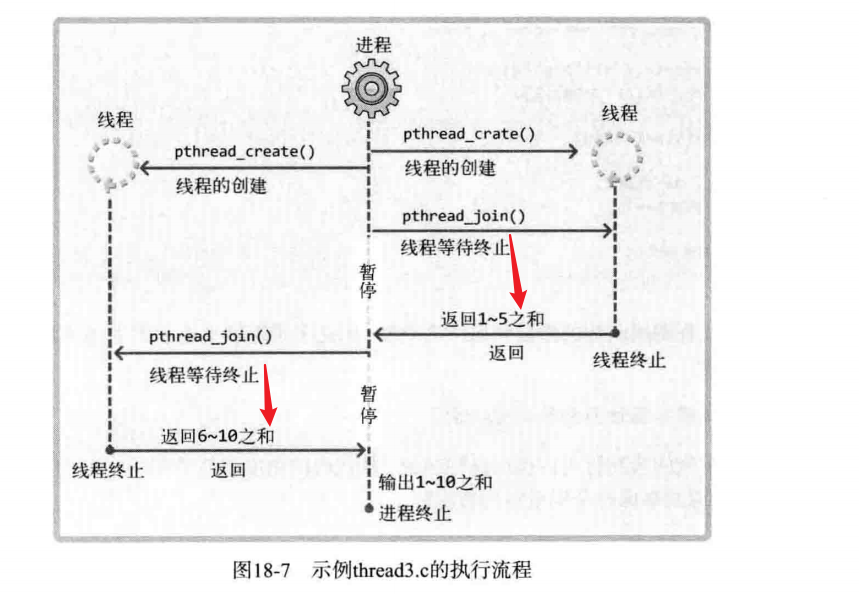 进程
线程
线程
pthread_crate()
pthread_create()
线程的创建
线程的创建
pthread_join()
线程等待终止
暂停
返回1~5之和
返回
线程终止
pthread_join()
线程等待终止
暂停
返回6~10之和
线程终止
返回
输出1~10之和
进程终止
图18-7 示例thread3.c的执行流程